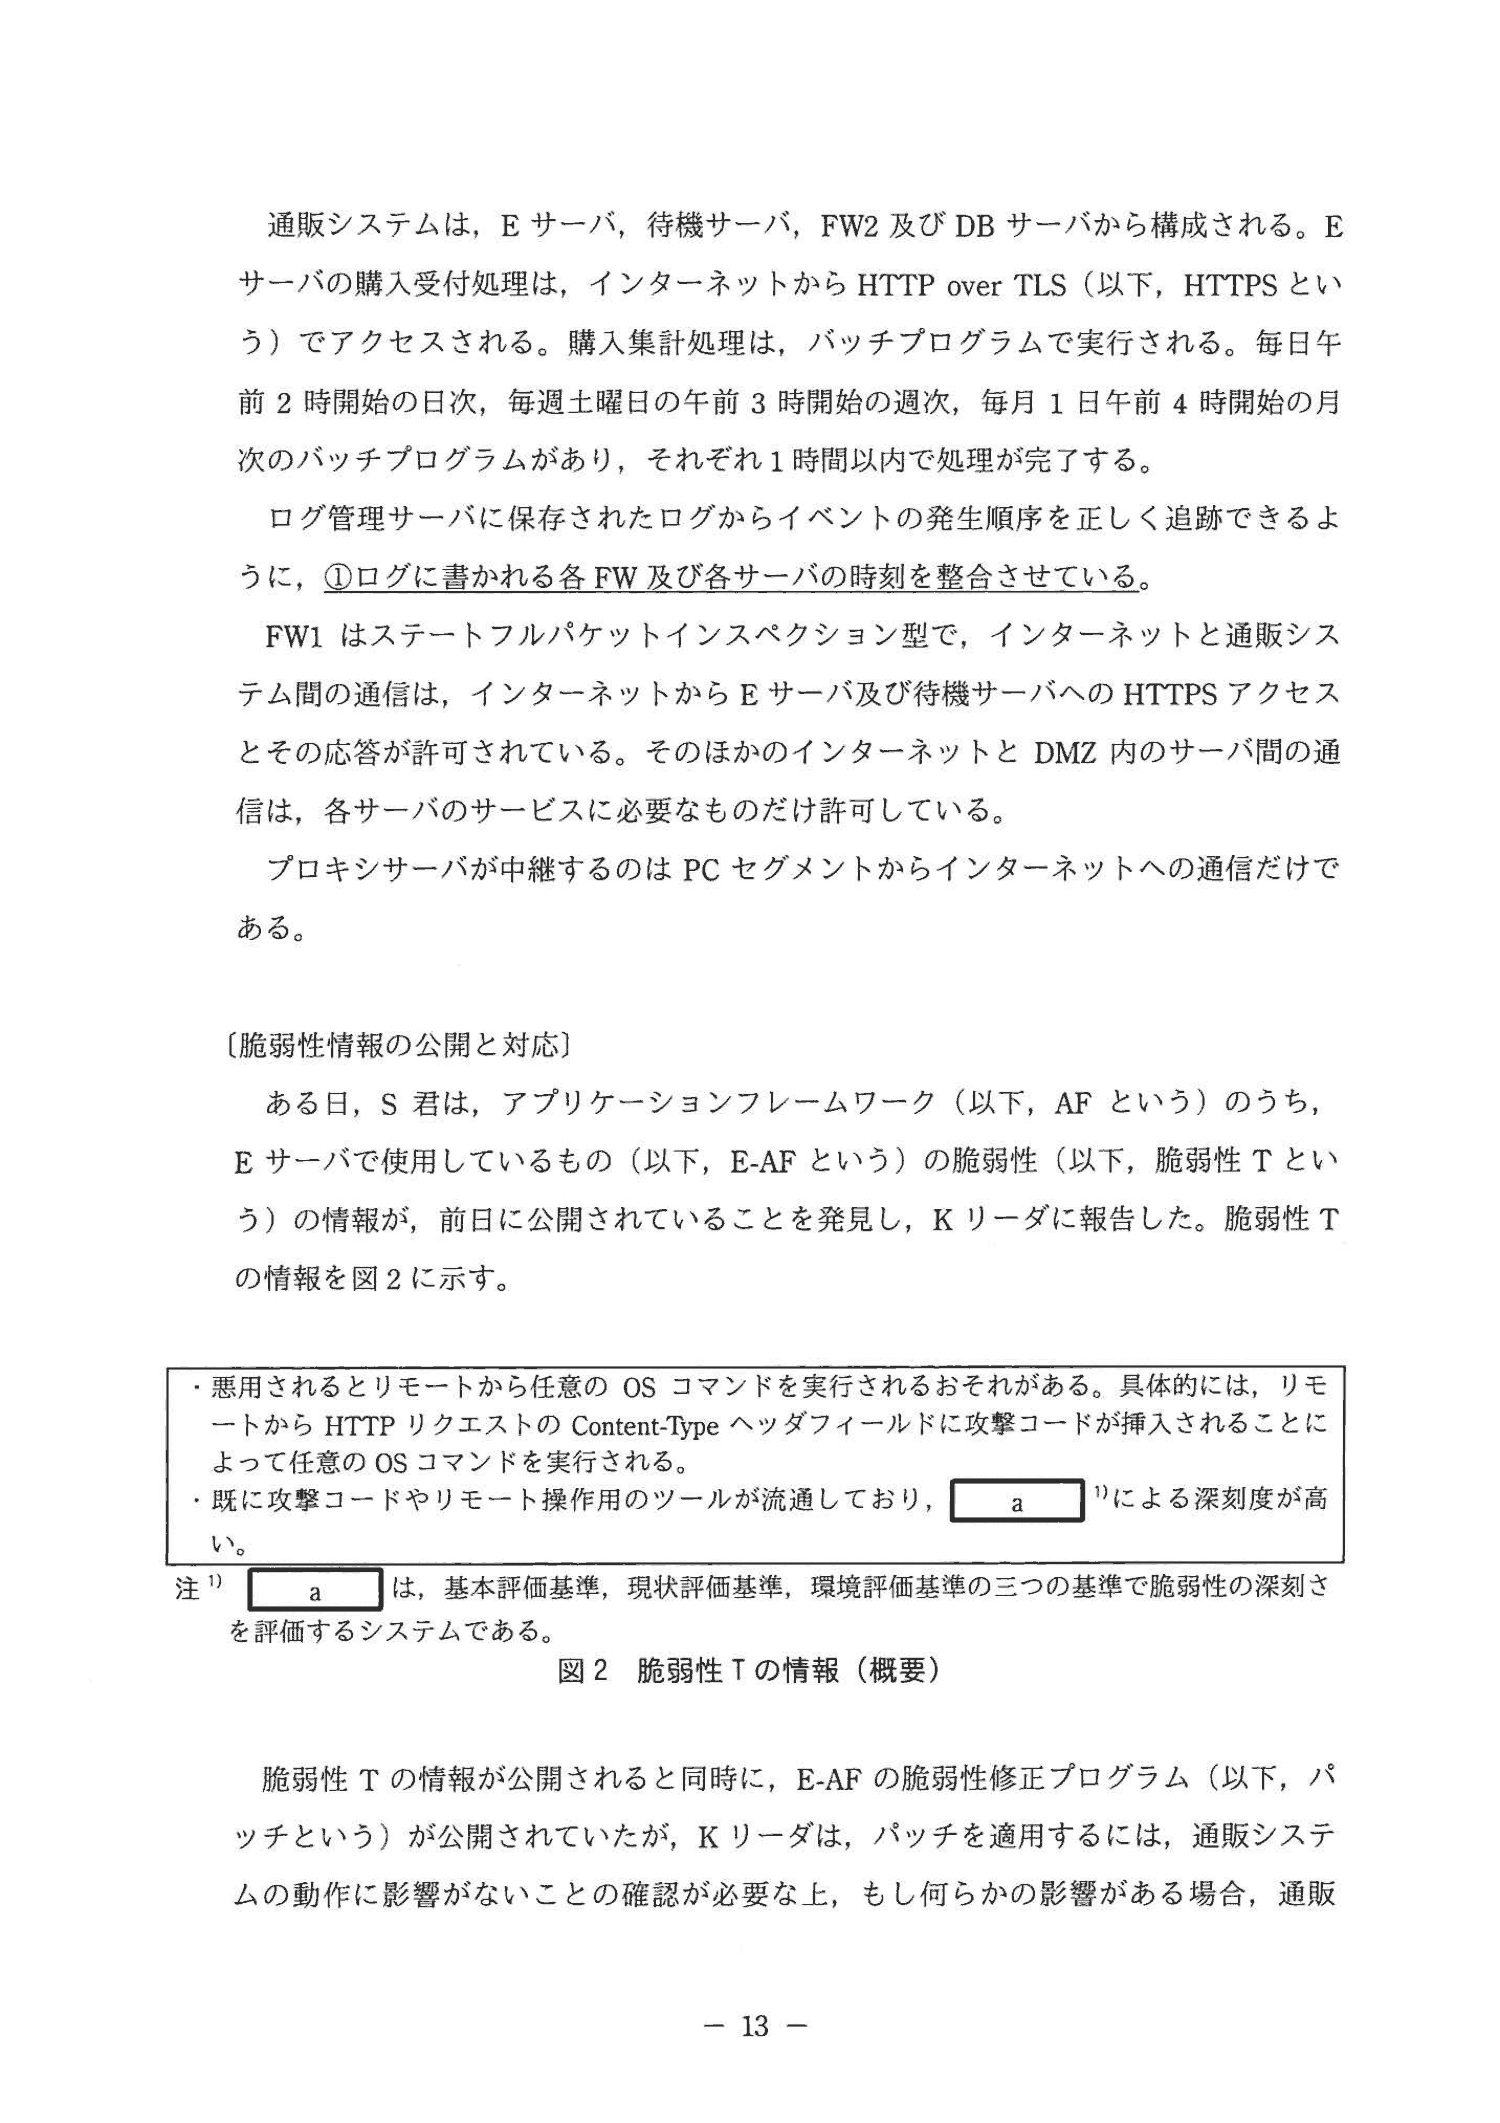 通販システムは，E サーバ，待機サーバ，FW2 及び DB サーバから構成される。E
サーバの購入受付処理は，インターネットから HTTP over TLS（以下，HTTPS とい
う）でアクセスされる。購入集計処理は，バッチプログラムで実行される。毎日午
前 2 時開始の日次，毎週土曜日の午前 3 時開始の週次，毎月 1 日午前 4 時開始の月
次のバッチプログラムがあり，それぞれ 1 時間以内で処理が完了する。
ログ管理サーバに保存されたログからイベントの発生順序を正しく追跡できるよ
うに，①ログに書かれる各 FW 及び各サーバの時刻を整合させている。
FW1 はステートフルパケットインスペクション型で，インターネットと通販シス
テム間の通信は，インターネットから E サーバ及び待機サーバへの HTTPS アクセス
とその応答が許可されている。そのほかのインターネットと DMZ 内のサーバ間の通
信は，各サーバのサービスに必要なものだけ許可している。
プロキシサーバが中継するのは PC セグメントからインターネットへの通信だけで
ある。
〔脆弱性情報の公開と対応〕
ある日，S 君は，アプリケーションフレームワーク（以下，AF という）のうち，
E サーバで使用しているもの（以下，E-AF という）の脆弱性（以下，脆弱性 T とい
う）の情報が，前日に公開されていることを発見し，K リーダに報告した。脆弱性 T
の情報を図 2 に示す。
・悪用されるとリモートから任意の OS コマンドを実行されるおそれがある。具体的には，リモ
ートから HTTP リクエストの Content-Type ヘッダフィールドに攻撃コードが挿入されることに
よって任意の OS コマンドを実行される。
・既に攻撃コードやリモート操作用のツールが流通しており， a 1)による深刻度が高
い。
注 1) a は，基本評価基準，現状評価基準，環境評価基準の三つの基準で脆弱性の深刻さ
を評価するシステムである。
図 2 脆弱性 T の情報（概要）
脆弱性 T の情報が公開されると同時に，E-AF の脆弱性修正プログラム（以下，パ
ッチという）が公開されていたが，K リーダは，パッチを適用するには，通販システ
ムの動作に影響がないことの確認が必要な上，もし何らかの影響がある場合，通販
－ 13 －